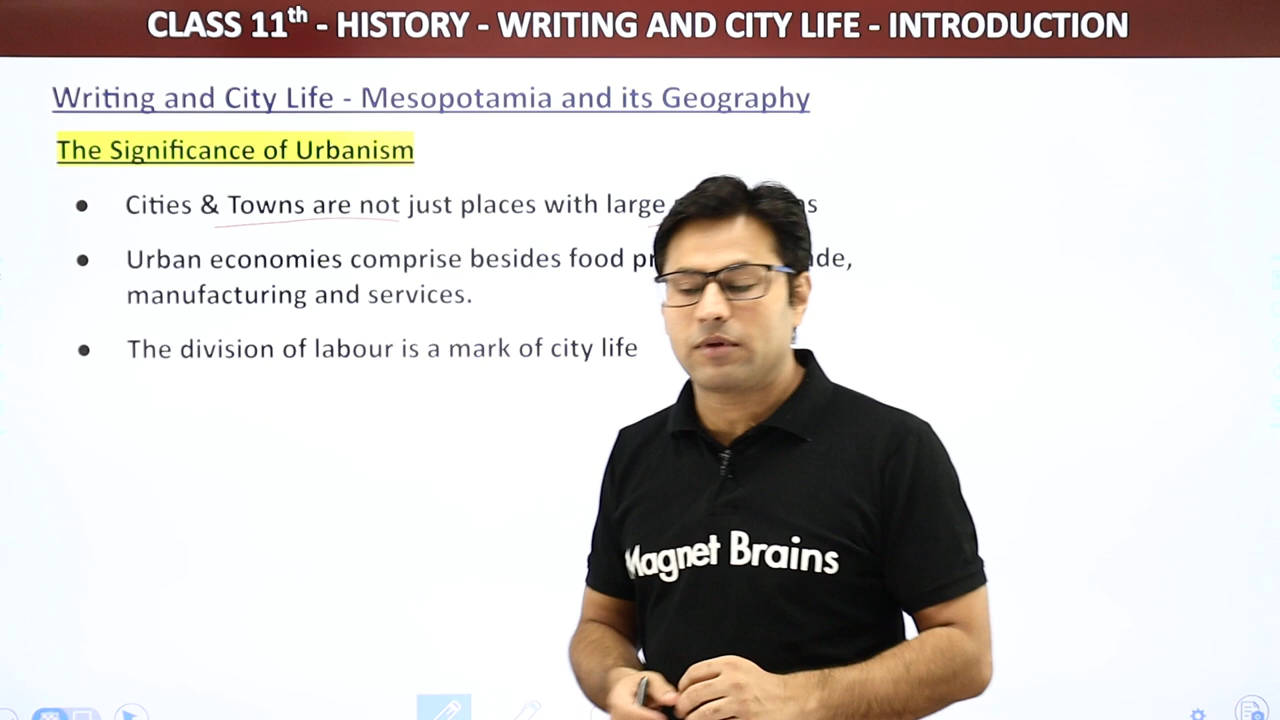 CLASS 11th - HISTORY - WRITING AND CITY LIFE - INTRODUCTION
Writing and City Life - Mesopotamia and its Geography
The Significance of Urbanism
● Cities & Towns are not just places with large
● Urban economies comprise besides food
manufacturing and services.
● The division of labour is a mark of city life
Magnet Brains